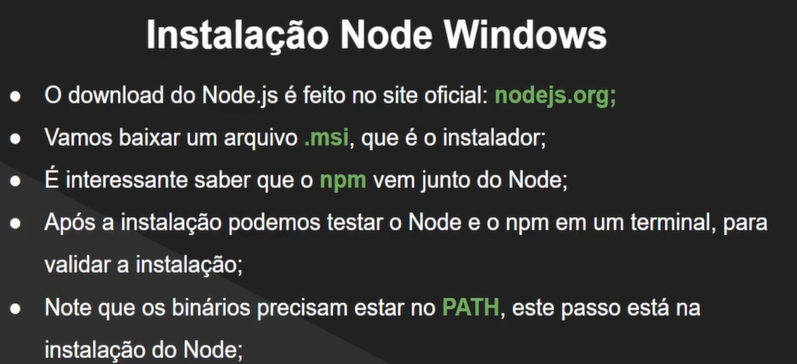 Instalação Node Windows
● O download do Node.js é feito no site oficial: nodejs.org;
● Vamos baixar um arquivo .msi, que é o instalador;
● É interessante saber que o npm vem junto do Node;
● Após a instalação podemos testar o Node e o npm em um terminal, para
validar a instalação;
● Note que os binários precisam estar no PATH, este passo está na
instalação do Node;